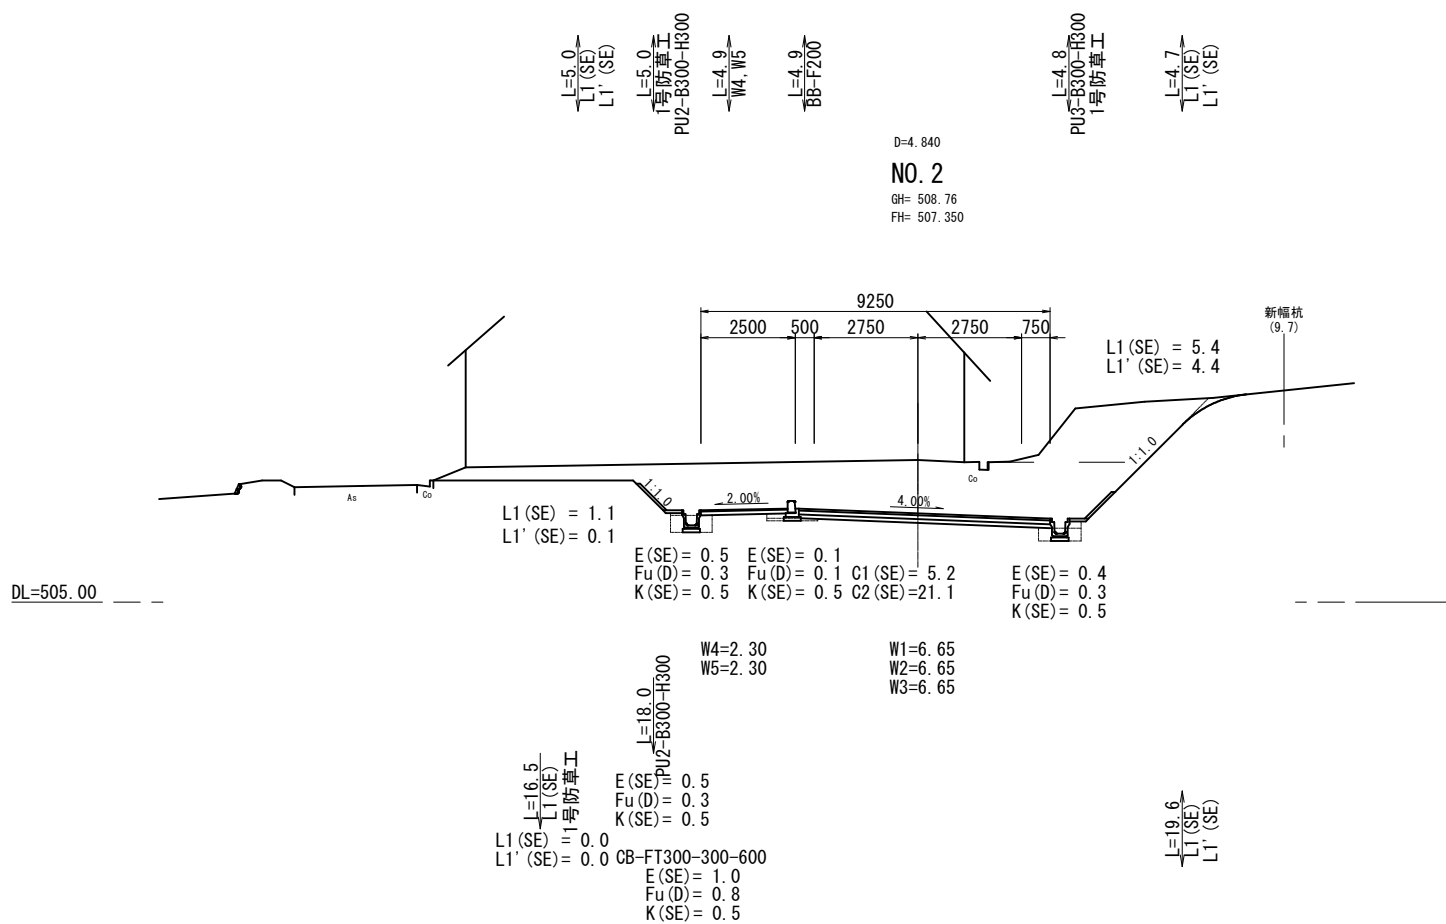 L=5.0
L1(SE)
L1'(SE)
L=5.0
1号防草工
PU2-B300-H300
L=4.9
W4,W5
L=4.9
BB-F200
L=4.8
PU3-B300-H300
1号防草工
L=4.7
L1(SE)
L1'(SE)
D=4.840
NO.2
GH= 508.76
FH= 507.350
9250
2500
500
2750
2750
750
新幅杭
(9.7)
L1(SE) = 5.4
L1'(SE)= 4.4
1:1.0
1:1.0
2.00%
4.00%
As
Co
Co
L1(SE) = 1.1
L1'(SE)= 0.1
E(SE)= 0.5
Fu(D)= 0.3
K(SE)= 0.5
E(SE)= 0.1
Fu(D)= 0.1
K(SE)= 0.5
C1(SE)= 5.2
C2(SE)=21.1
E(SE)= 0.4
Fu(D)= 0.3
K(SE)= 0.5
DL=505.00
W4=2.30
W5=2.30
W1=6.65
W2=6.65
W3=6.65
L=18.0
PU2-B300-H300
L=16.5
L1(SE)
1号防草工
E(SE)= 0.5
Fu(D)= 0.3
K(SE)= 0.5
L1(SE) = 0.0
L1'(SE)= 0.0
CB-FT300-300-600
E(SE)= 1.0
Fu(D)= 0.8
K(SE)= 0.5
L=19.6
L1(SE)
L1'(SE)